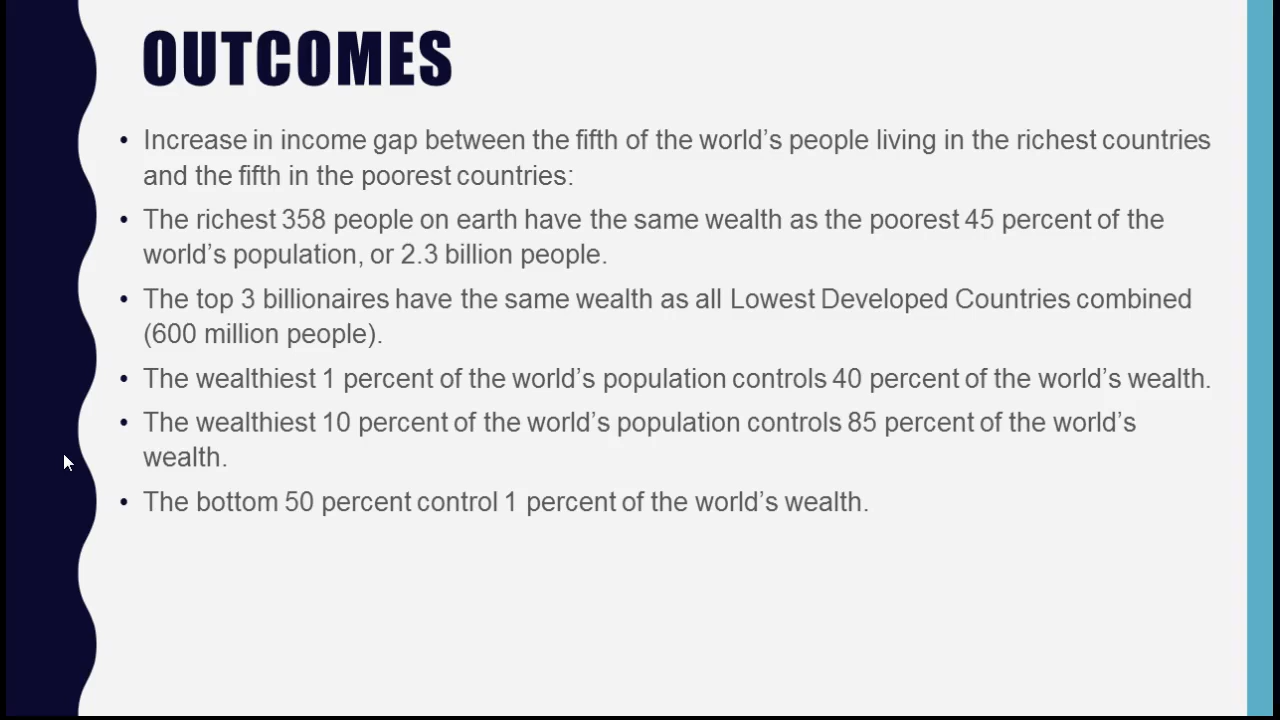 OUTCOMES
• Increase in income gap between the fifth of the world’s people living in the richest countries
and the fifth in the poorest countries:
• The richest 358 people on earth have the same wealth as the poorest 45 percent of the
world’s population, or 2.3 billion people.
• The top 3 billionaires have the same wealth as all Lowest Developed Countries combined
(600 million people).
• The wealthiest 1 percent of the world’s population controls 40 percent of the world’s wealth.
• The wealthiest 10 percent of the world’s population controls 85 percent of the world’s
wealth.
• The bottom 50 percent control 1 percent of the world’s wealth.